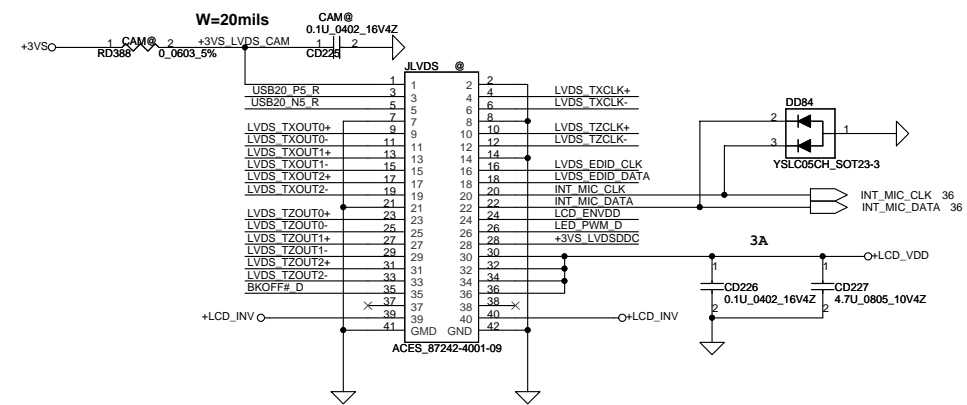 W=20mils
CAM@
0.1U_0402_16V4Z
+3VS
1 CAM@ 2
+3VS_LVDS_CAM
1 2
RD388
0_0603_5%
CD225
JLVDS @
1 1 2 2
USB20_P5_R 3 3 4 4 LVDS_TXCLK+
USB20_N5_R 5 5 6 6 LVDS_TXCLK-
7 7 8 8
LVDS_TXOUT0+ 9 9 10 10 LVDS_TZCLK+
LVDS_TXOUT0- 11 11 12 12 LVDS_TZCLK-
LVDS_TXOUT1+ 13 13 14 14
LVDS_TXOUT1- 15 15 16 16 LVDS_EDID_CLK
LVDS_TXOUT2+ 17 17 18 18 LVDS_EDID_DATA
LVDS_TXOUT2- 19 19 20 20 INT_MIC_CLK
21 21 22 22 INT_MIC_DATA
LVDS_TZOUT0+ 23 23 24 24 LCD_ENVDD
LVDS_TZOUT0- 25 25 26 26 LED_PWM_D
LVDS_TZOUT1+ 27 27 28 28 +3VS_LVDSDDC
LVDS_TZOUT1- 29 29 30 30
LVDS_TZOUT2+ 31 31 32 32
LVDS_TZOUT2- 33 33 34 34
BKOFF#_D 35 35 36 36
37 37 38 38
+LCD_INV 39 39 40 40 +LCD_INV
41 GMD GND 42
ACES_87242-4001-09
DD84
2
3
1
YSLC05CH_SOT23-3
INT_MIC_CLK 36
INT_MIC_DATA 36
3A
+LCD_VDD
1
CD226
0.1U_0402_16V4Z
2
1
CD227
4.7U_0805_10V4Z
2